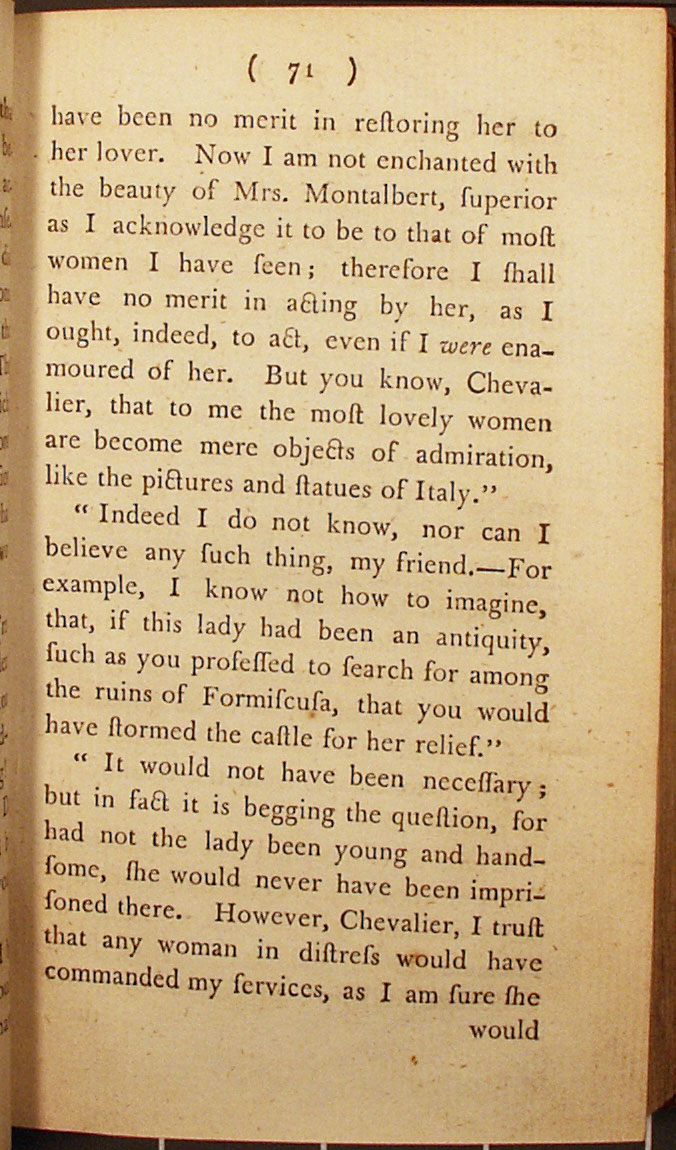 ( 71 )
have been no merit in reſtoring her to
her lover. Now I am not enchanted with
the beauty of Mrs. Montalbert, ſuperior
as I acknowledge it to be to that of moſt
women I have ſeen; therefore I ſhall
have no merit in acting by her, as I
ought, indeed, to act, even if I were ena-
moured of her. But you know, Cheva-
lier, that to me the moſt lovely women
are become mere objects of admiration,
like the pictures and ſtatues of Italy.”
“ Indeed I do not know, nor can I
believe any ſuch thing, my friend.—For
example, I know not how to imagine,
that, if this lady had been an antiquity,
ſuch as you profeſſed to ſearch for among
the ruins of Formiſcuſa, that you would
have ſtormed the caſtle for her relief.”
“ It would not have been neceſſary;
but in fact it is begging the queſtion, for
had not the lady been young and hand-
ſome, ſhe would never have been impri-
ſoned there. However, Chevalier, I truſt
that any woman in diſtreſs would have
commanded my ſervices, as I am ſure ſhe
would